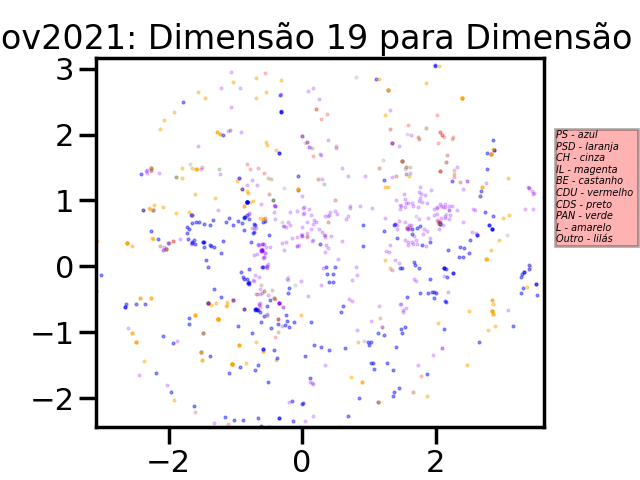 ov2021: Dimensão 19 para Dimensão
3
2
1
0
−1
−2
−2 0 2
PS - azul
PSD - laranja
CH - cinza
IL - magenta
BE - castanho
CDU - vermelho
CDS - preto
PAN - verde
L - amarelo
Outro - lilás